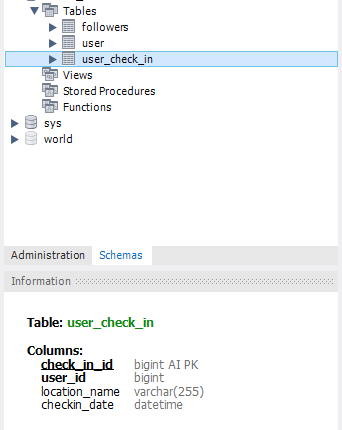 Tables
followers
user
user_check_in
Views
Stored Procedures
Functions
sys
world
Administration Schemas
Information
Table: user_check_in
Columns:
check_in_id bigint AI PK
user_id bigint
location_name varchar(255)
checkin_date datetime